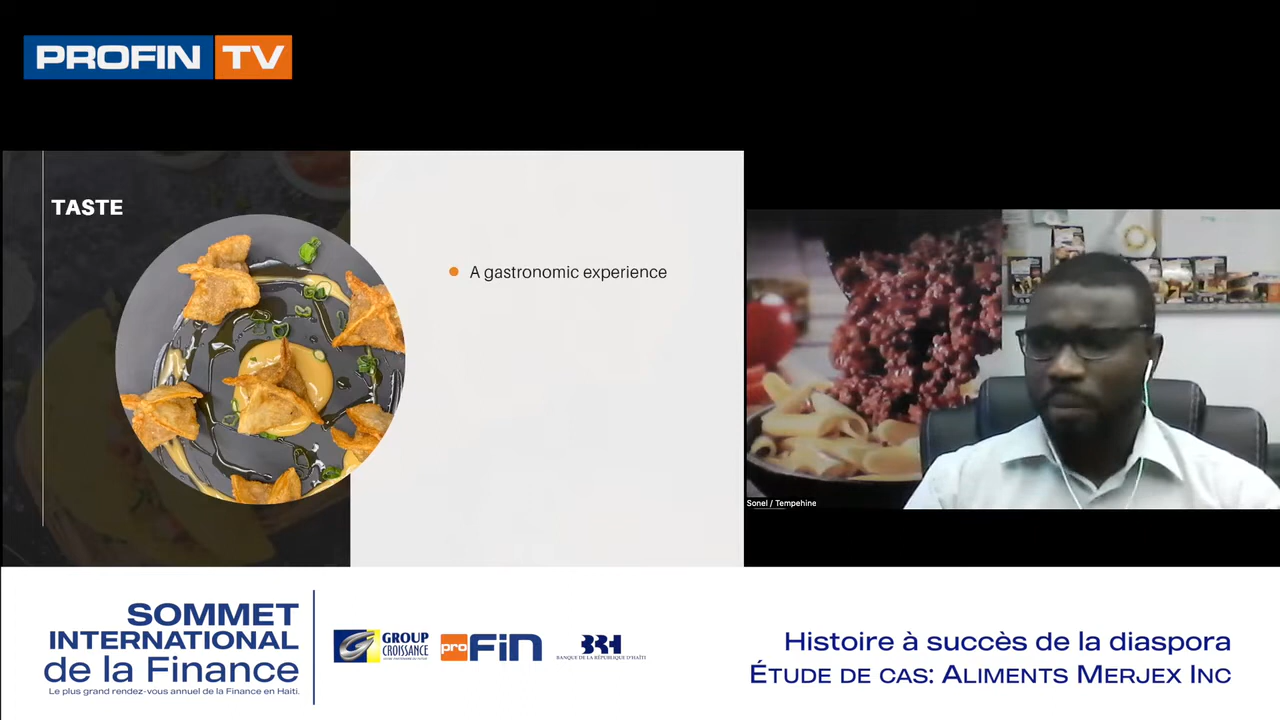 PROFIN TV
TASTE
A gastronomic experience
Sonel / Tempehine
SOMMET
INTERNATIONAL
de la Finance
Le plus grand rendez-vous annuel de la Finance en Haïti.
GROUP
CROISSANCE
proFin
BRH
BANQUE DE LA RÉPUBLIQUE D'HAÏTI
Histoire à succès de la diaspora
ÉTUDE DE CAS: ALIMENTS MERJEX INC